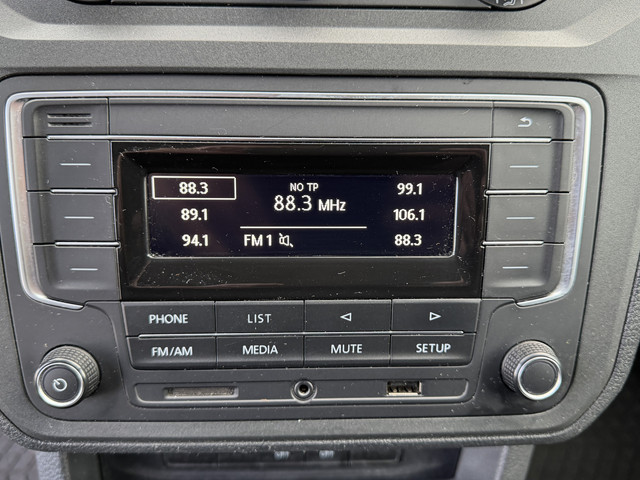 88.3 NO TP 99.1
88.3 MHz
89.1 106.1
94.1 FM 1 88.3
PHONE LIST
FM/AM MEDIA MUTE SETUP